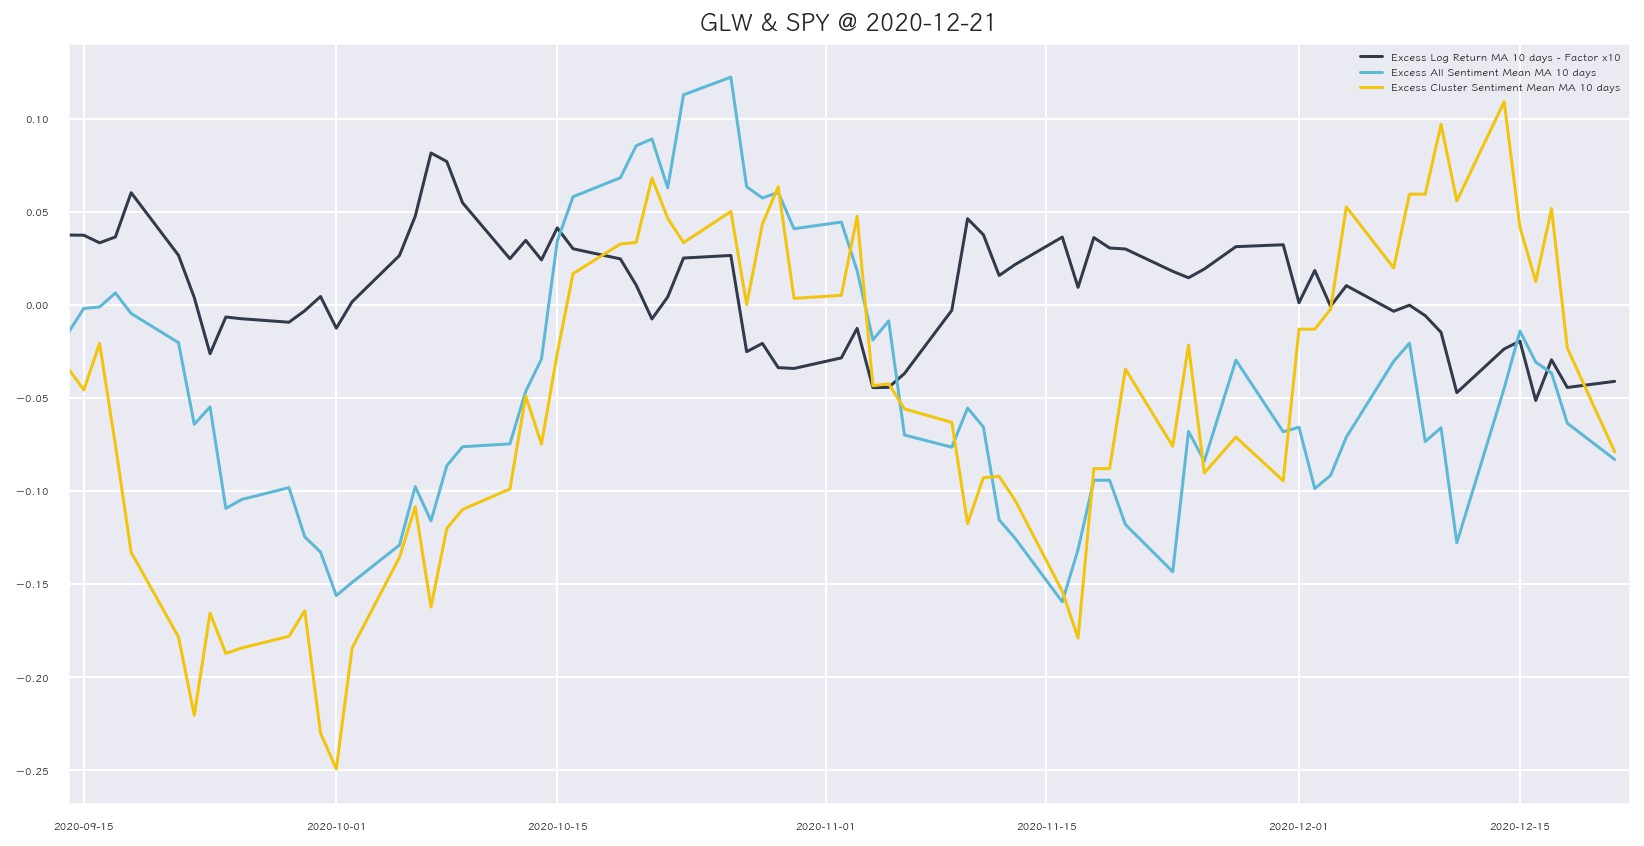 GLW & SPY @ 2020-12-21
Excess Log Return MA 10 days - Factor x10
Excess All Sentiment Mean MA 10 days
Excess Cluster Sentiment Mean MA 10 days
0.10
0.05
0.00
−0.05
−0.10
−0.15
−0.20
−0.25
2020-09-15 2020-10-01 2020-10-15 2020-11-01 2020-11-15 2020-12-01 2020-12-15